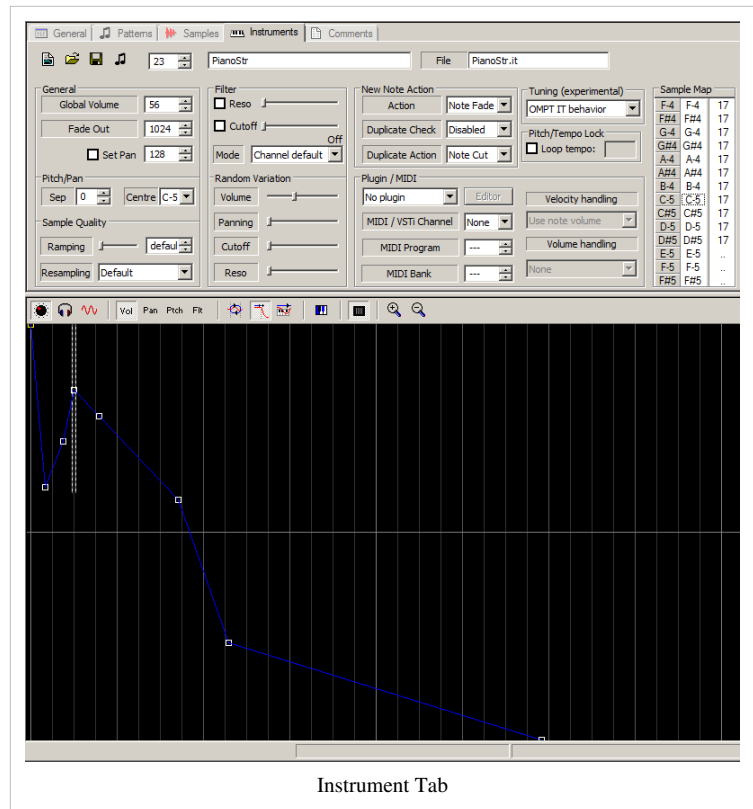 General Patterns Samples Instruments Comments
23 PianoStr File PianoStr.it
General
Global Volume 56
Fade Out 1024
Set Pan 128
Pitch/Pan
Sep 0 Centre C-5
Sample Quality
Ramping defaul
Resampling Default
Filter
Reso
Cutoff
Off
Mode Channel default
Random Variation
Volume
Panning
Cutoff
Reso
New Note Action
Action Note Fade
Duplicate Check Disabled
Duplicate Action Note Cut
Tuning (experimental)
OMPT IT behavior
Pitch/Tempo Lock
Loop tempo:
Plugin / MIDI
No plugin Editor
MIDI / VSTi Channel None
MIDI Program ---
MIDI Bank ---
Velocity handling
Use note volume
Volume handling
None
Sample Map
F-4 F-4 17
F#4 F#4 17
G-4 G-4 17
G#4 G#4 17
A-4 A-4 17
A#4 A#4 17
B-4 B-4 17
C-5 C-5 17
C#5 C#5 17
D-5 D-5 17
D#5 D#5 17
E-5 E-5 ..
F-5 F-5 ..
F#5 F#5 ..
Vol Pan Ptch Flt
Instrument Tab